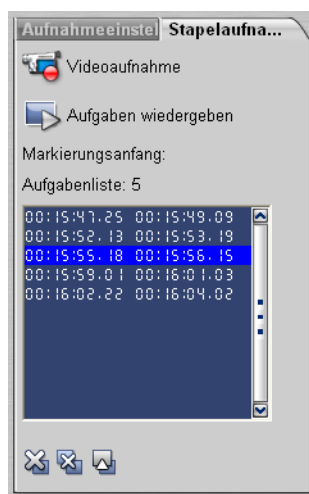 Aufnahmeeinstel Stapelaufna...
Videoaufnahme
Aufgaben wiedergeben
Markierungsanfang:
Aufgabenliste: 5
00:15:47.25 00:15:49.09
00:15:52.13 00:15:53.19
00:15:55.18 00:15:56.15
00:15:59.01 00:16:01.03
00:16:02.22 00:16:04.02